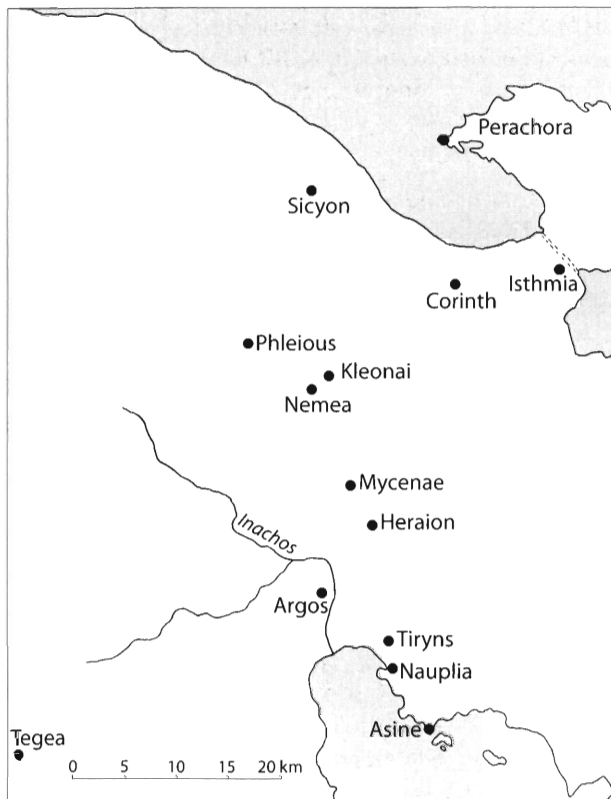 Perachora
Sicyon
Isthmia
Corinth
Phleious
Kleonai
Nemea
Mycenae
Inachos
Heraion
Argos
Tiryns
Nauplia
Asine
Tegea
0 5 10 15 20 km